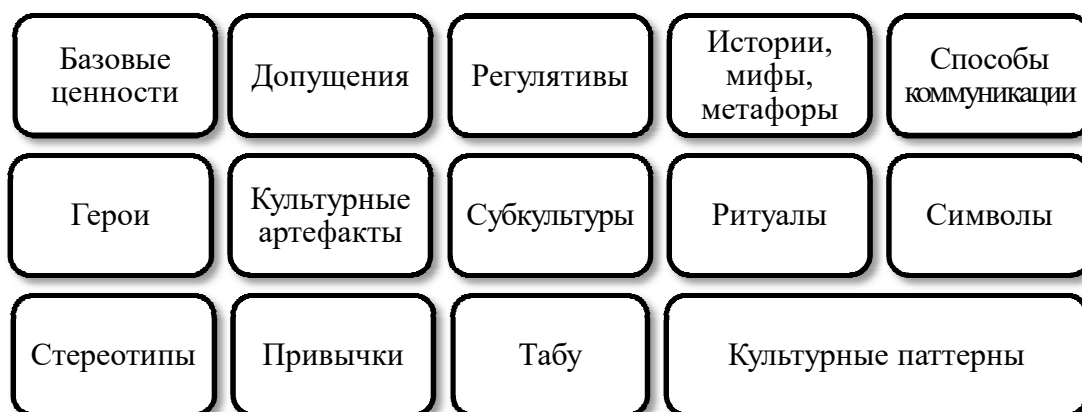 Базовые
ценности
Допущения
Регулятивы
Истории,
мифы,
метафоры
Способы
коммуникации
Герои
Культурные
артефакты
Субкультуры
Ритуалы
Символы
Стереотипы
Привычки
Табу
Культурные паттерны